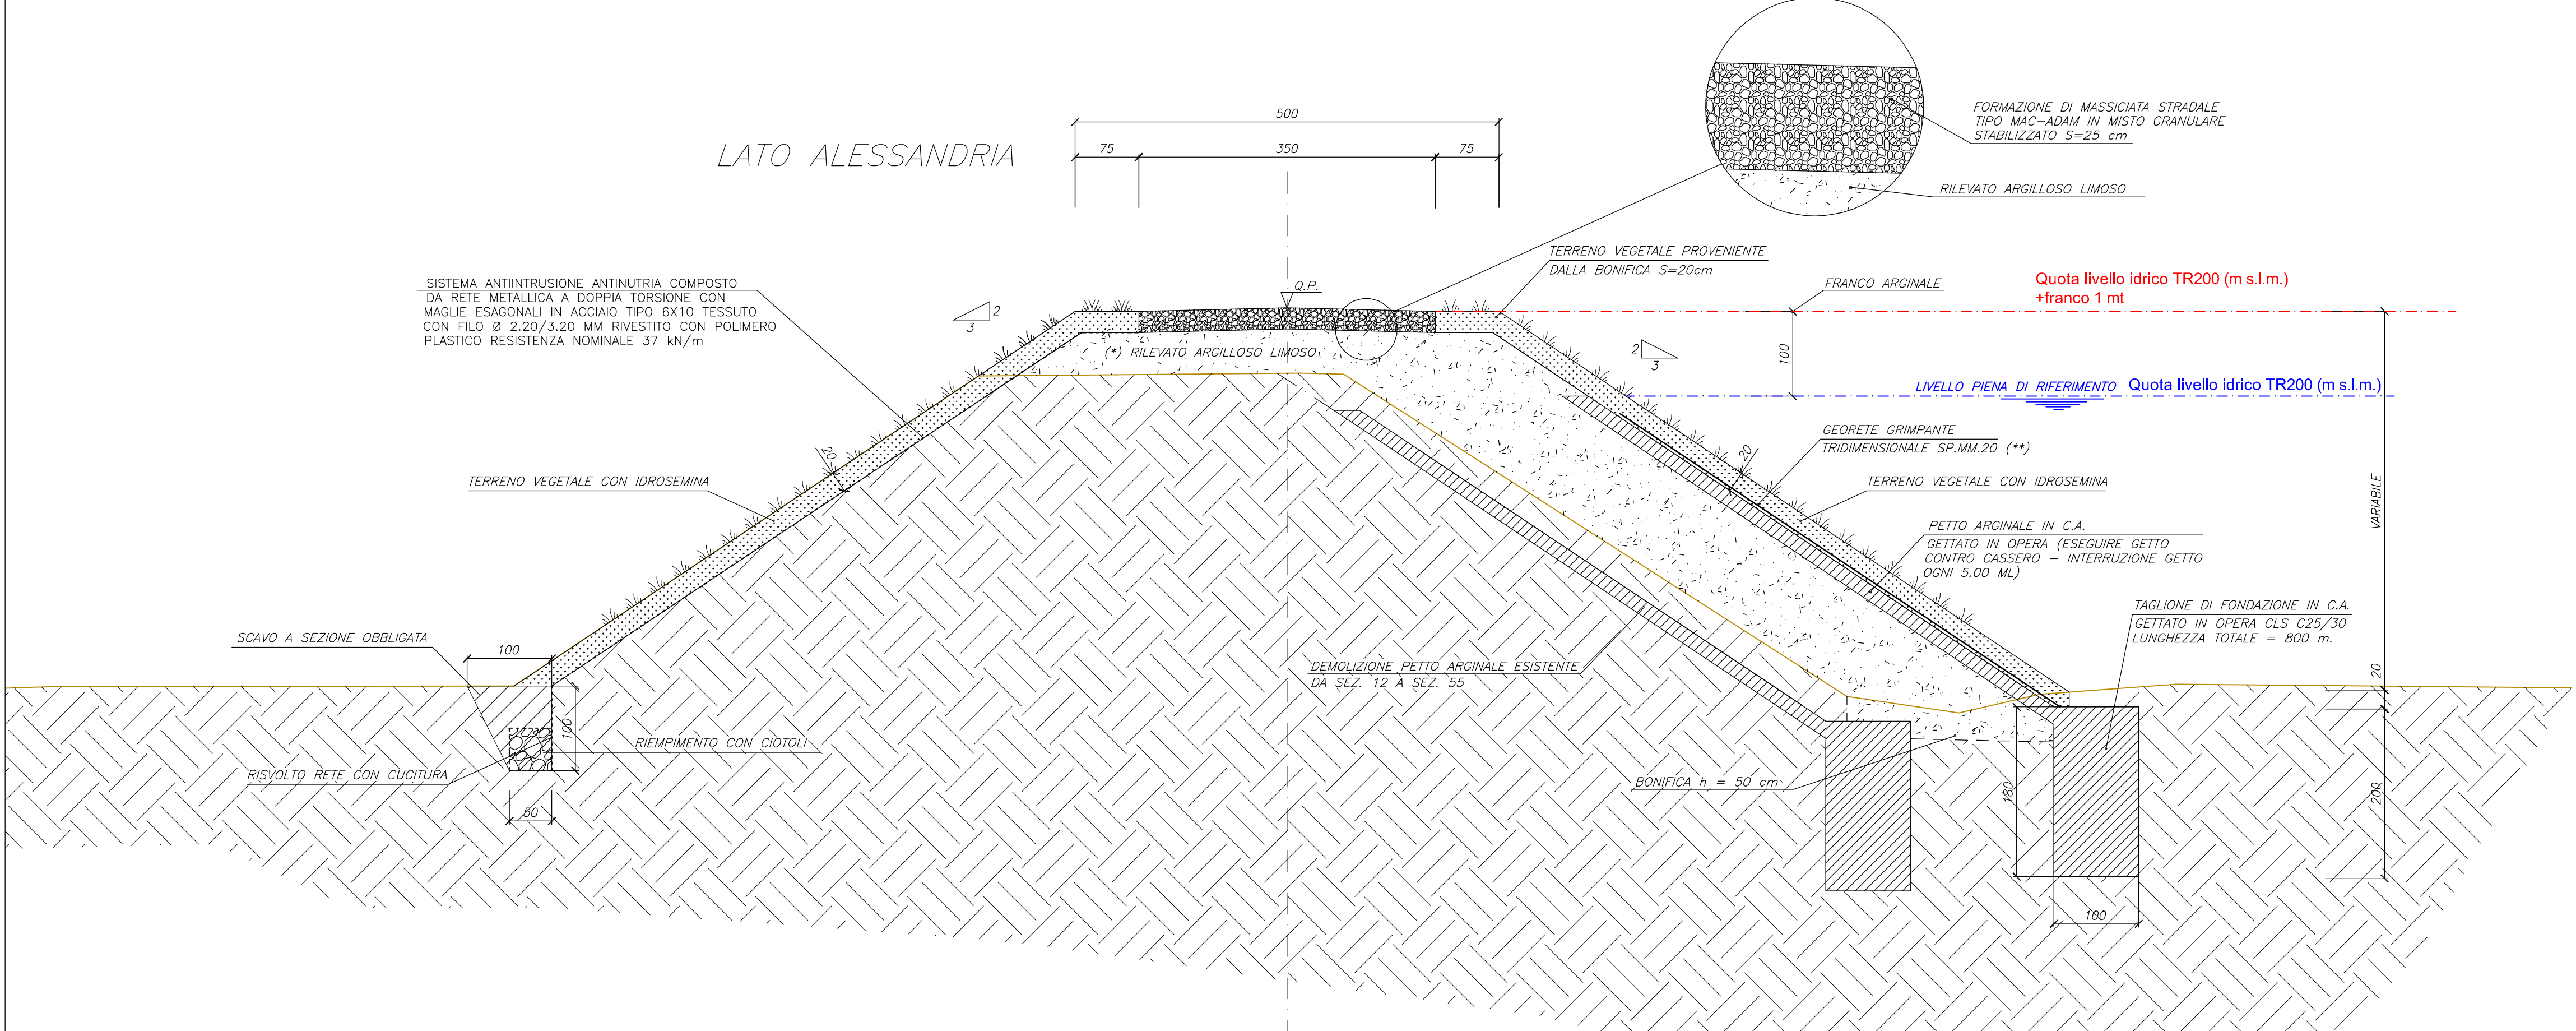 FORMAZIONE DI MASSICIATA STRADALE
TIPO MAC-ADAM IN MISTO GRANULARE
STABILIZZATO S=25 cm
RILEVATO ARGILLOSO LIMOSO
500
75
350
75
LATO ALESSANDRIA
TERRENO VEGETALE PROVENIENTE
DALLA BONIFICA S=20cm
SISTEMA ANTIINTRUSIONE ANTINUTRIA COMPOSTO
DA RETE METALLICA A DOPPIA TORSIONE CON
MAGLIE ESAGONALI IN ACCIAIO TIPO 6X10 TESSUTO
CON FILO Ø 2.20/3.20 MM RIVESTITO CON POLIMERO
PLASTICO RESISTENZA NOMINALE 37 kN/m
2
3
Q.P.
FRANCO ARGINALE
Quota livello idrico TR200 (m s.l.m.)
+franco 1 mt
(*) RILEVATO ARGILLOSO LIMOSO
2
3
100
LIVELLO PIENA DI RIFERIMENTO
Quota livello idrico TR200 (m s.l.m.)
GEORETE GRIMPANTE
TRIDIMENSIONALE SP.MM.20 (**)
20
20
TERRENO VEGETALE CON IDROSEMINA
TERRENO VEGETALE CON IDROSEMINA
VARIABILE
PETTO ARGINALE IN C.A.
GETTATO IN OPERA (ESEGUIRE GETTO
CONTRO CASSERO – INTERRUZIONE GETTO
OGNI 5.00 ML)
TAGLIONE DI FONDAZIONE IN C.A.
GETTATO IN OPERA CLS C25/30
LUNGHEZZA TOTALE = 800 m.
SCAVO A SEZIONE OBBLIGATA
100
DEMOLIZIONE PETTO ARGINALE ESISTENTE
DA SEZ. 12 A SEZ. 55
20
100
RIEMPIMENTO CON CIOTOLI
RISVOLTO RETE CON CUCITURA
BONIFICA h = 50 cm
180
200
50
100